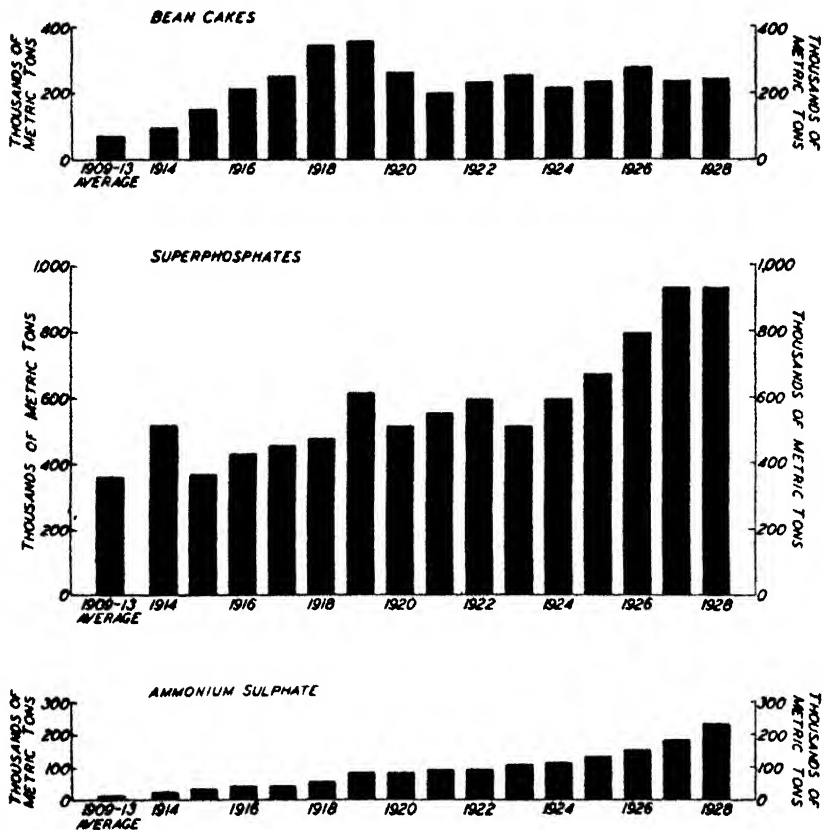 BEAN CAKES
THOUSANDS OF
METRIC TONS
400
200
0
400
200
0
THOUSANDS OF
METRIC TONS
1909-13
AVERAGE
1914 1916 1918 1920 1922 1924 1926 1928
SUPERPHOSPHATES
THOUSANDS OF METRIC TONS
1,000
800
600
400
200
0
1,000
800
600
400
200
0
THOUSANDS OF METRIC TONS
1909-13
AVERAGE
1914 1916 1918 1920 1922 1924 1926 1928
AMMONIUM SULPHATE
THOUSANDS OF
METRIC TONS
300
200
100
0
300
200
100
0
THOUSANDS OF
METRIC TONS
1909-13
AVERAGE
1914 1916 1918 1920 1922 1924 1926 1928